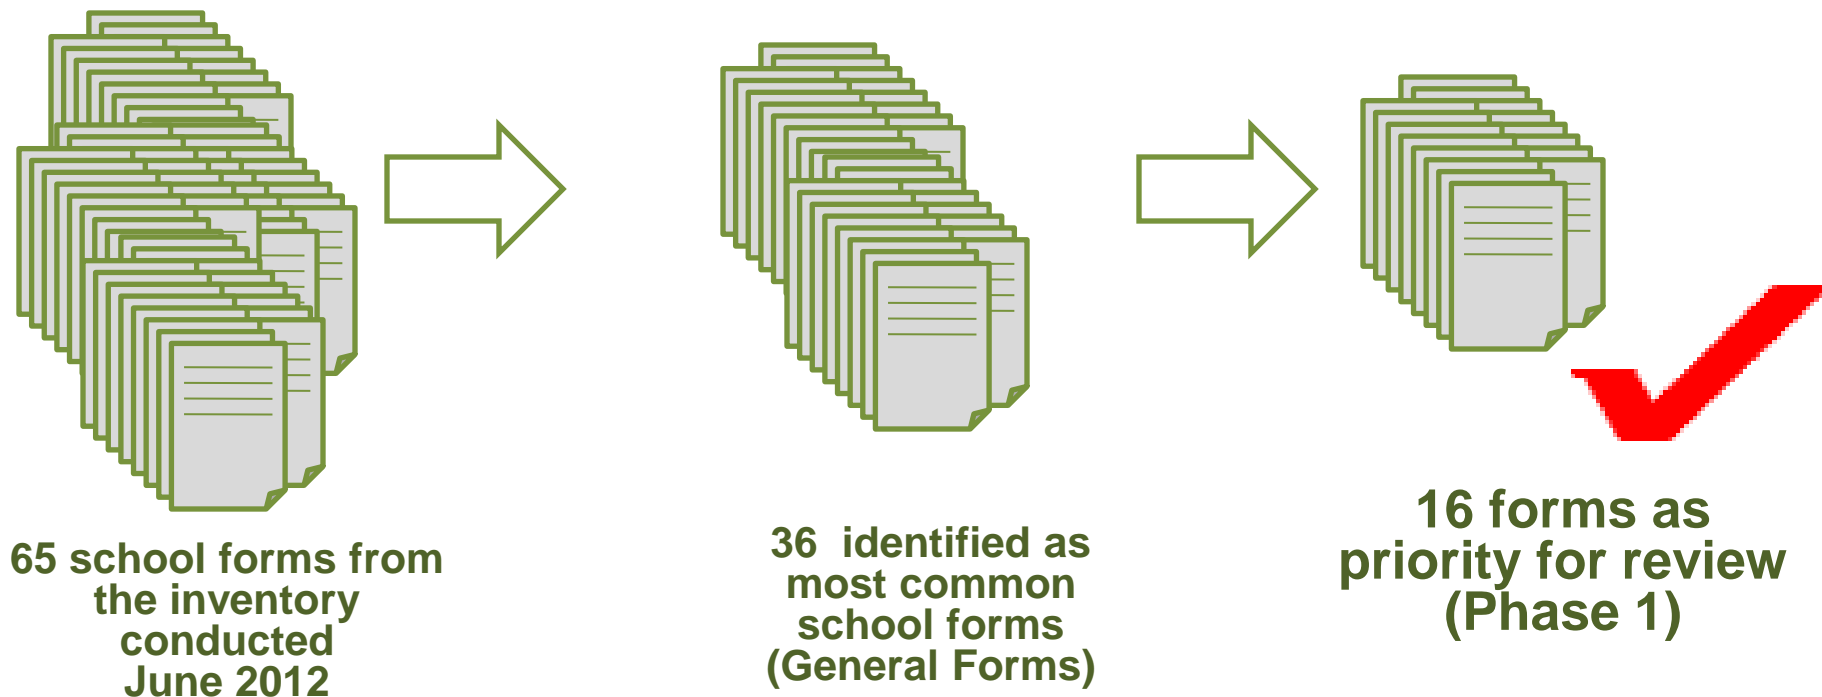 65 school forms from
the inventory
conducted
June 2012
36 identified as
most common
school forms
(General Forms)
16 forms as
priority for review
(Phase 1)